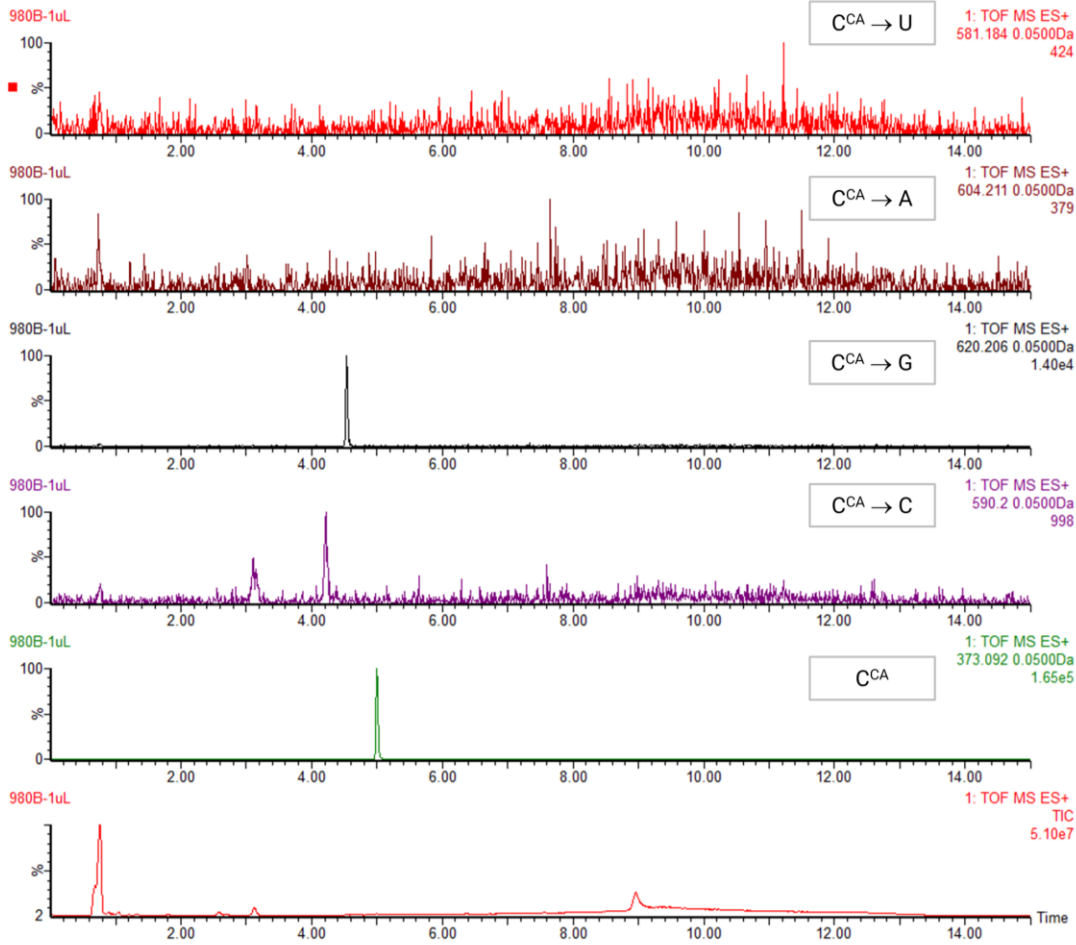 980B-1uL
C^CA → U
1: TOF MS ES+
581.184 0.0500Da
424
100
%
0
2.00 4.00 6.00 8.00 10.00 12.00 14.00
980B-1uL
C^CA → A
1: TOF MS ES+
604.211 0.0500Da
379
100
%
0
2.00 4.00 6.00 8.00 10.00 12.00 14.00
980B-1uL
C^CA → G
1: TOF MS ES+
620.206 0.0500Da
1.40e4
100
%
0
2.00 4.00 6.00 8.00 10.00 12.00 14.00
980B-1uL
C^CA → C
1: TOF MS ES+
590.2 0.0500Da
998
100
%
0
2.00 4.00 6.00 8.00 10.00 12.00 14.00
980B-1uL
C^CA
1: TOF MS ES+
373.092 0.0500Da
1.65e5
100
%
0
2.00 4.00 6.00 8.00 10.00 12.00 14.00
980B-1uL
1: TOF MS ES+
TIC
5.10e7
%
2
Time
2.00 4.00 6.00 8.00 10.00 12.00 14.00